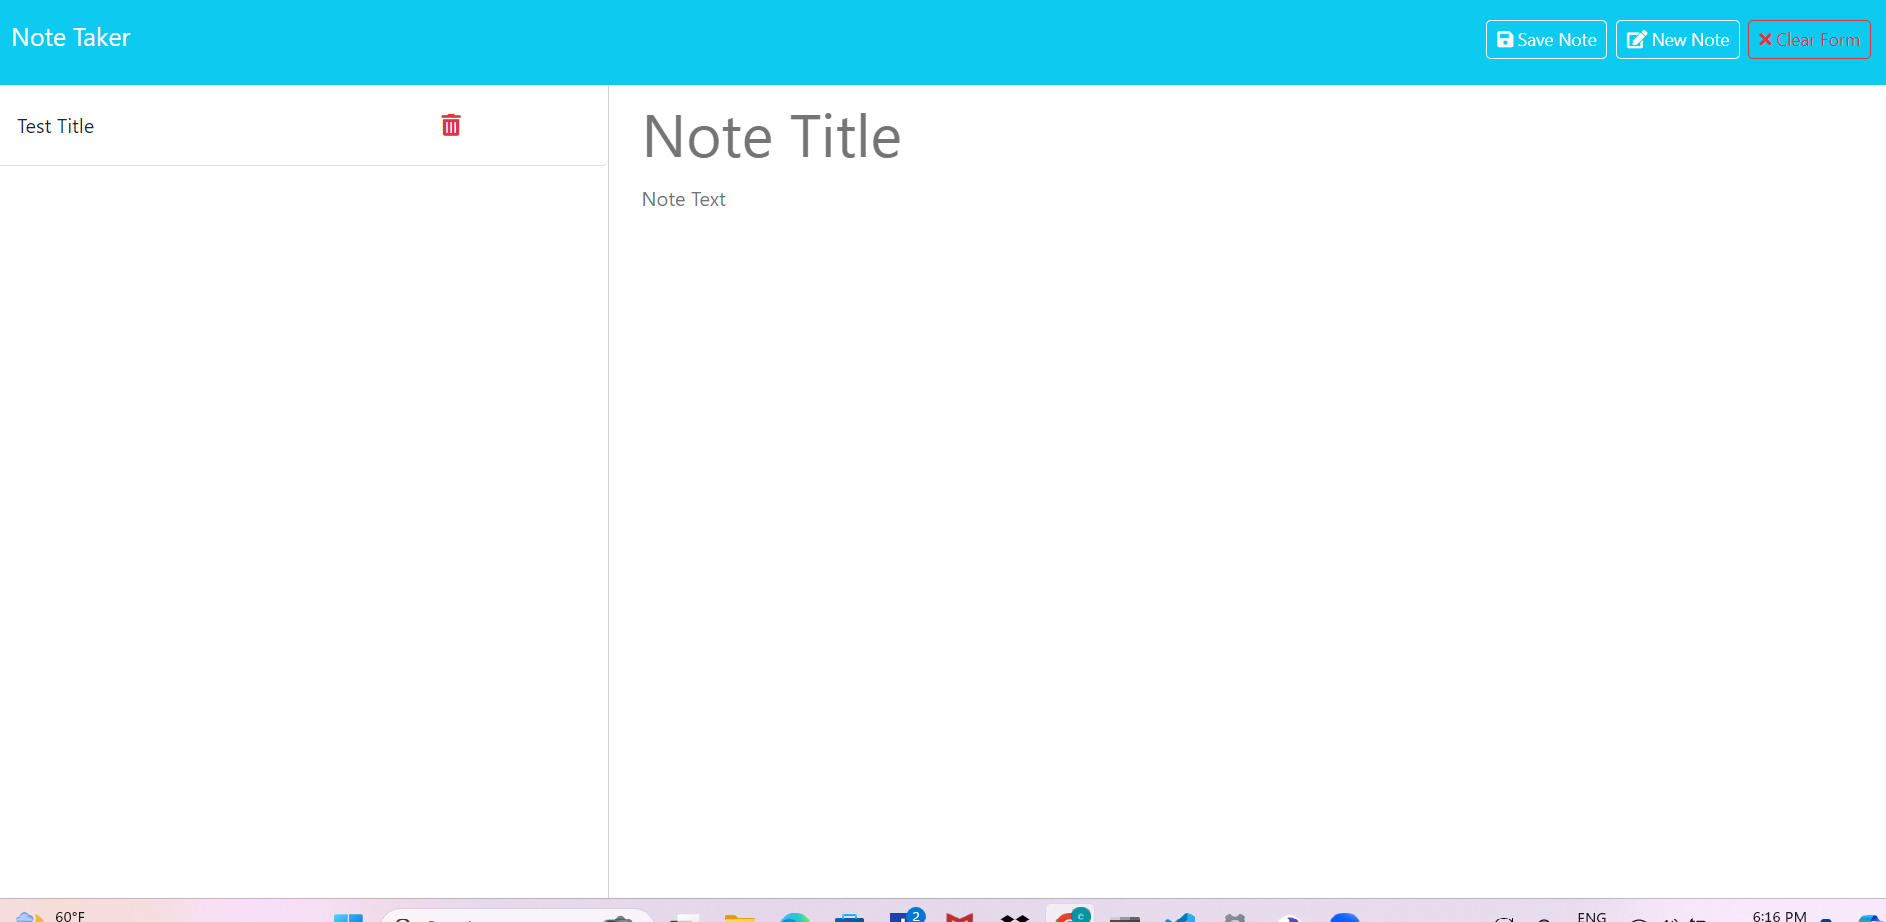 Note Taker
Save Note
New Note
Clear Form
Test Title
Note Title
Note Text
60°F
2
ENG
6:16 PM